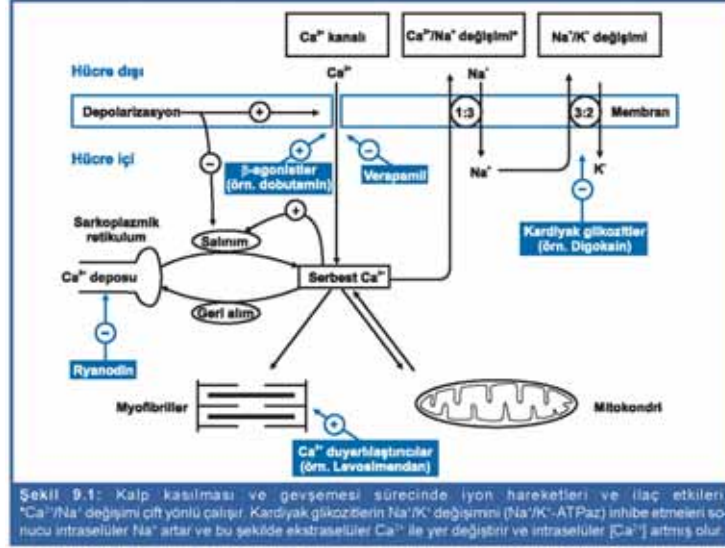 Ca²⁺ kanalı
Ca²⁺/Na⁺ değişimi*
Na⁺/K⁺ değişimi
Hücre dışı
Ca²⁺
Na⁺
Depolarizasyon
+
1:3
3:2
Membran
Hücre içi
-
+
β-agonistler
(örn. dobutamin)
-
Verapamil
Na⁺
K⁺
-
Kardiyak glikozitler
(örn. Digoksin)
Sarkoplazmik
retikulum
+
Salınım
Ca²⁺ deposu
Serbest Ca²⁺
Geri alım
-
Ryanodin
Myofibriller
Mitokondri
+
Ca²⁺ duyarlılaştırıcılar
(örn. Levosimendan)
Şekil 9.1: Kalp kasılması ve gevşemesi sürecinde iyon hareketleri ve ilaç etkileri
*Ca²⁺/Na⁺ değişimi çift yönlü çalışır. Kardiyak glikozitlerin Na⁺/K⁺ değişimini (Na⁺/K⁺-ATPaz) inhibe etmeleri so-
nucu intraselüler Na⁺ artar ve bu şekilde ekstraselüler Ca²⁺ ile yer değiştirir ve intraselüler [Ca²⁺] artmış olur